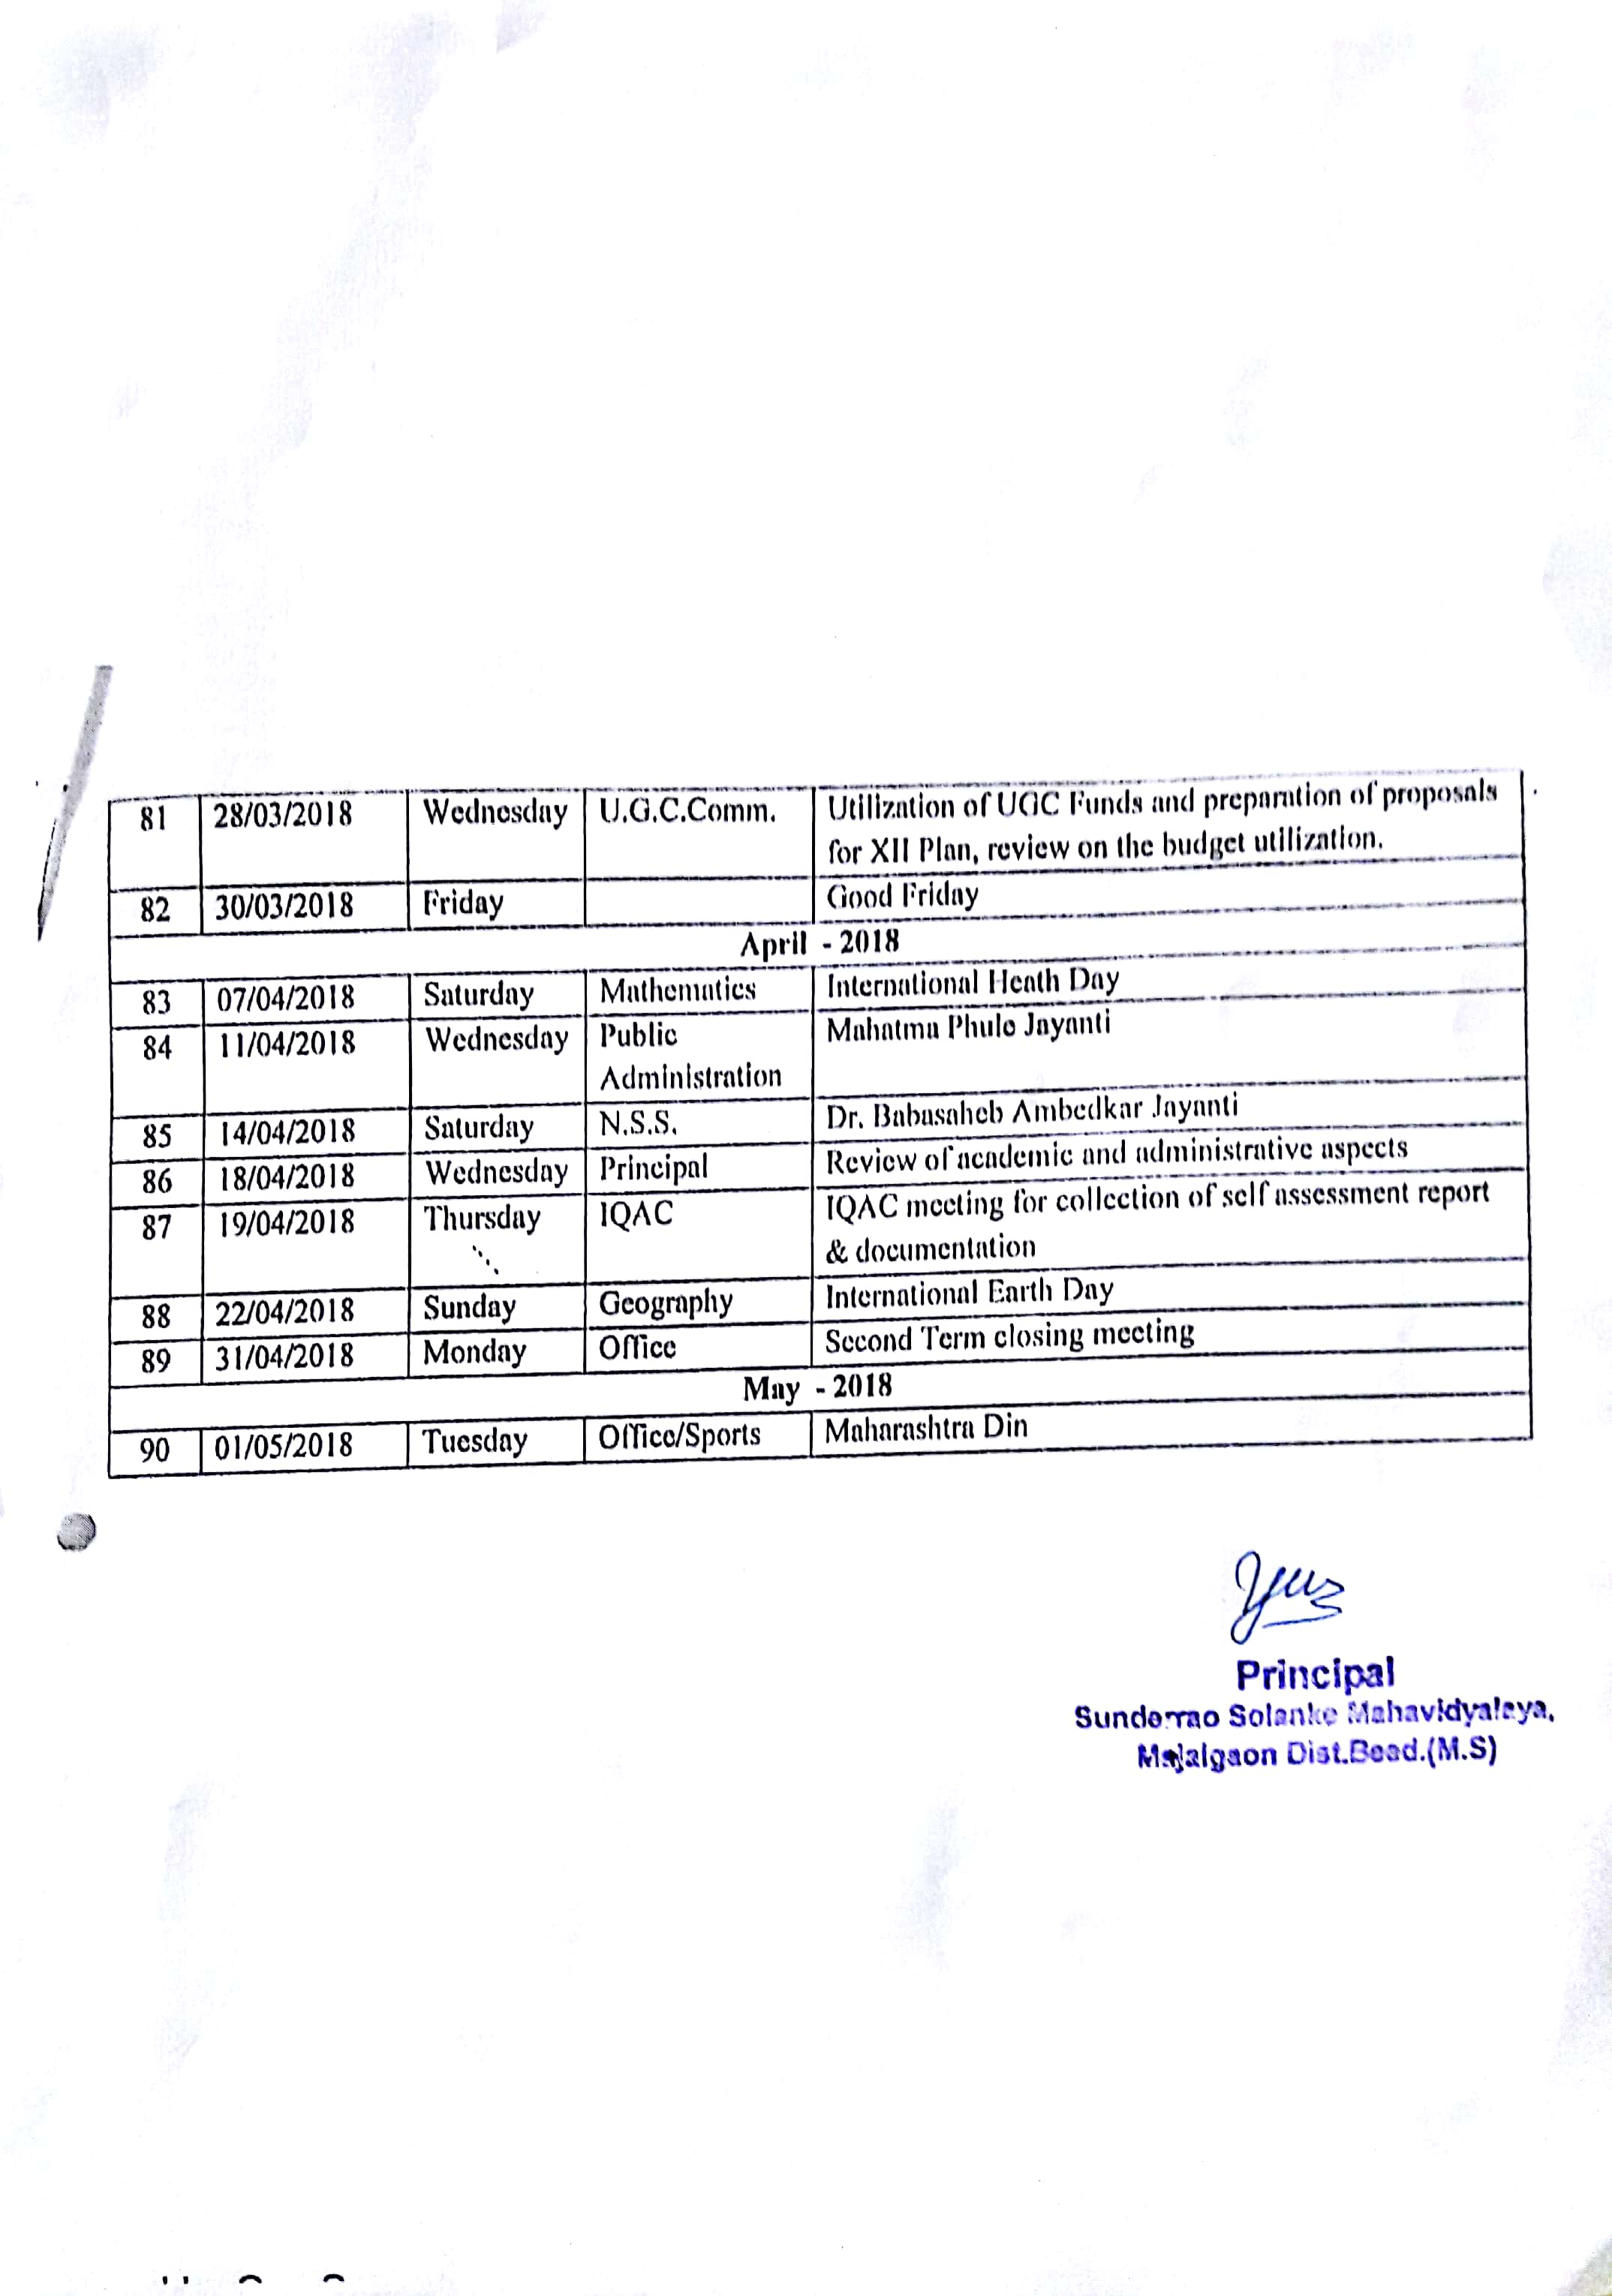 81 28/03/2018 Wednesday U.G.C.Comm. Utilization of UGC Funds and preparation of proposals
for XII Plan, review on the budget utilization.
82 30/03/2018 Friday Good Friday
April - 2018
83 07/04/2018 Saturday Mathematics International Heath Day
84 11/04/2018 Wednesday Public Mahatma Phule Jayanti
Administration
85 14/04/2018 Saturday N.S.S. Dr. Babasaheb Ambedkar Jayanti
86 18/04/2018 Wednesday Principal Review of academic and administrative aspects
87 19/04/2018 Thursday IQAC IQAC meeting for collection of self assessment report
& documentation
88 22/04/2018 Sunday Geography International Earth Day
89 31/04/2018 Monday Office Second Term closing meeting
May - 2018
90 01/05/2018 Tuesday Office/Sports Maharashtra Din
Principal
Sunderrao Solanke Mahavidyalaya,
Majalgaon Dist.Beed.(M.S)